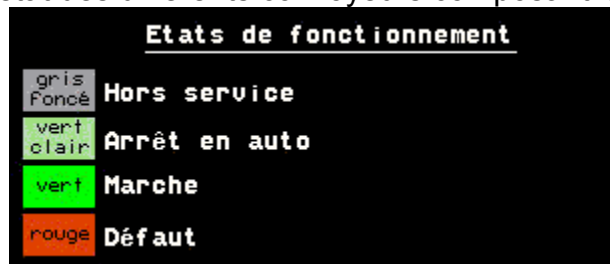 Etats de fonctionnement
gris foncé Hors service
vert clair Arrêt en auto
vert Marche
rouge Défaut